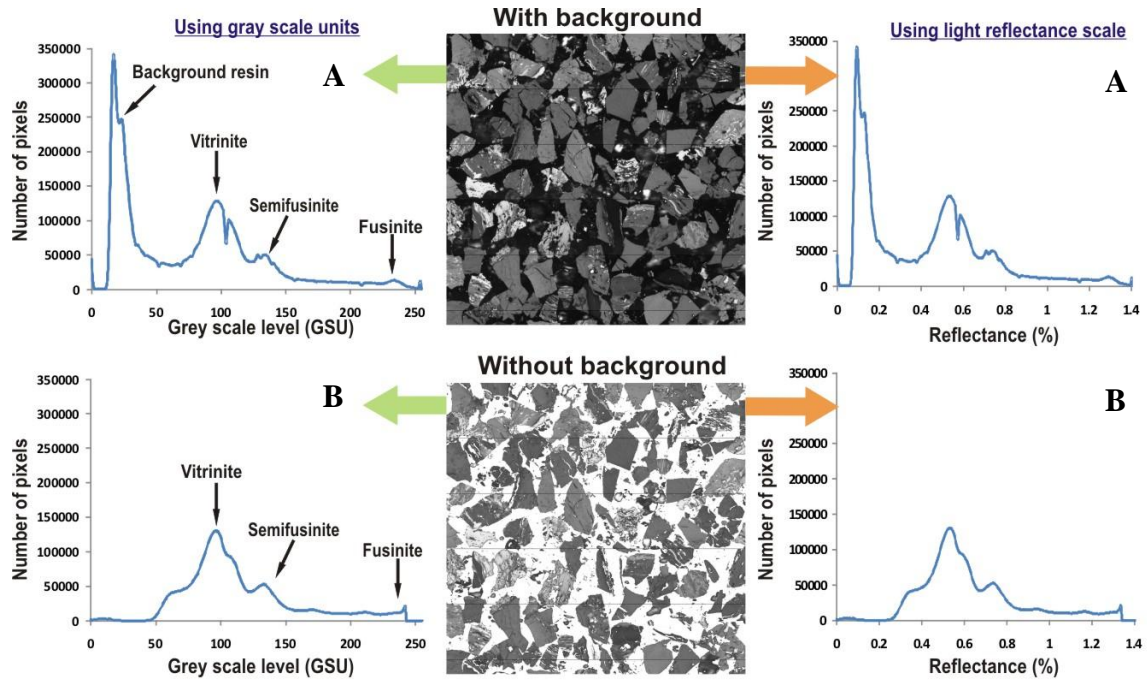 With background
Using gray scale units
Using light reflectance scale
350000
300000
250000
200000
150000
100000
50000
0
Number of pixels
Background resin
A
Vitrinite
Semifusinite
Fusinite
0 50 100 150 200 250
Grey scale level (GSU)
350000
300000
250000
200000
150000
100000
50000
0
Number of pixels
A
0 0.2 0.4 0.6 0.8 1 1.2 1.4
Reflectance (%)
Without background
350000
300000
250000
200000
150000
100000
50000
0
Number of pixels
B
Vitrinite
Semifusinite
Fusinite
0 50 100 150 200 250
Grey scale level (GSU)
350000
300000
250000
200000
150000
100000
50000
0
Number of pixels
B
0 0.2 0.4 0.6 0.8 1 1.2 1.4
Reflectance (%)